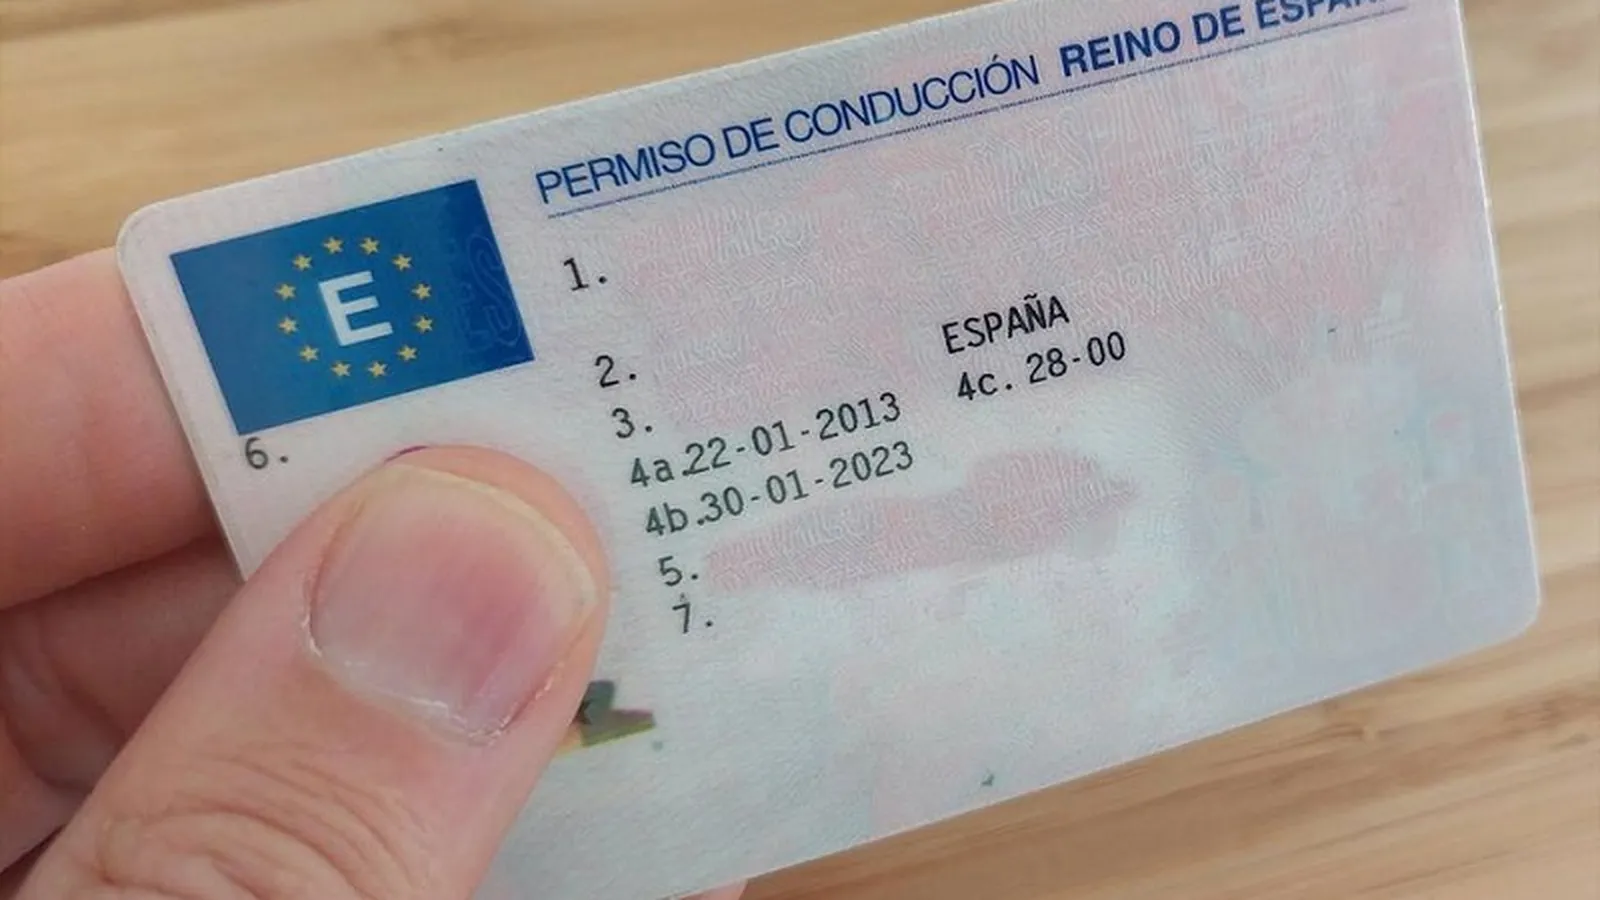 PERMISO DE CONDUCCIÓN REINO DE ESPAÑA
E
1.
2. ESPAÑA
3.
4a.22-01-2013 4c. 28-00
4b.30-01-2023
5.
6.
7.